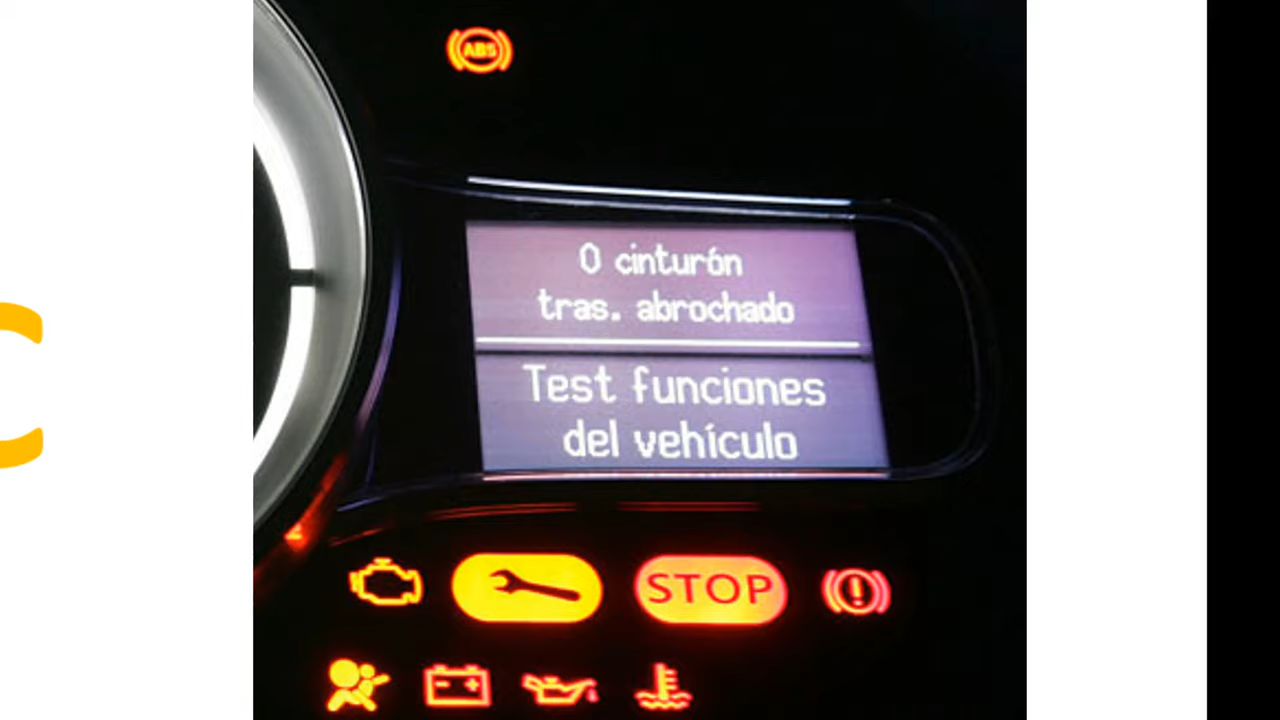 ABS
0 cinturón
tras. abrochado
Test funciones
del vehículo
STOP